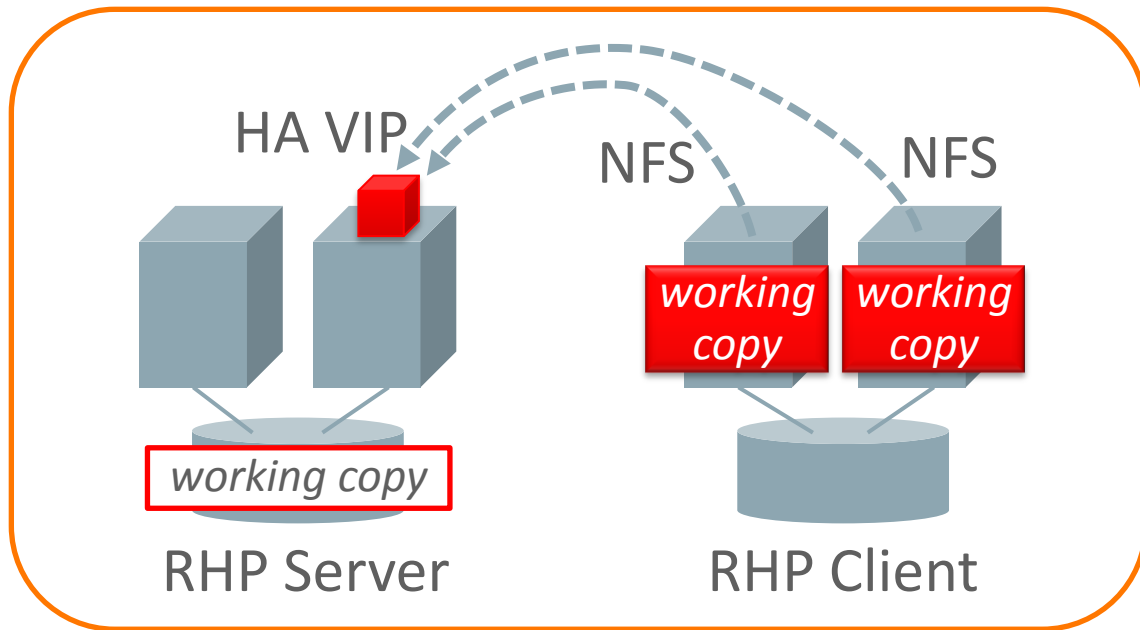 HA VIP
NFS
NFS
working
copy
working
copy
working copy
RHP Server
RHP Client